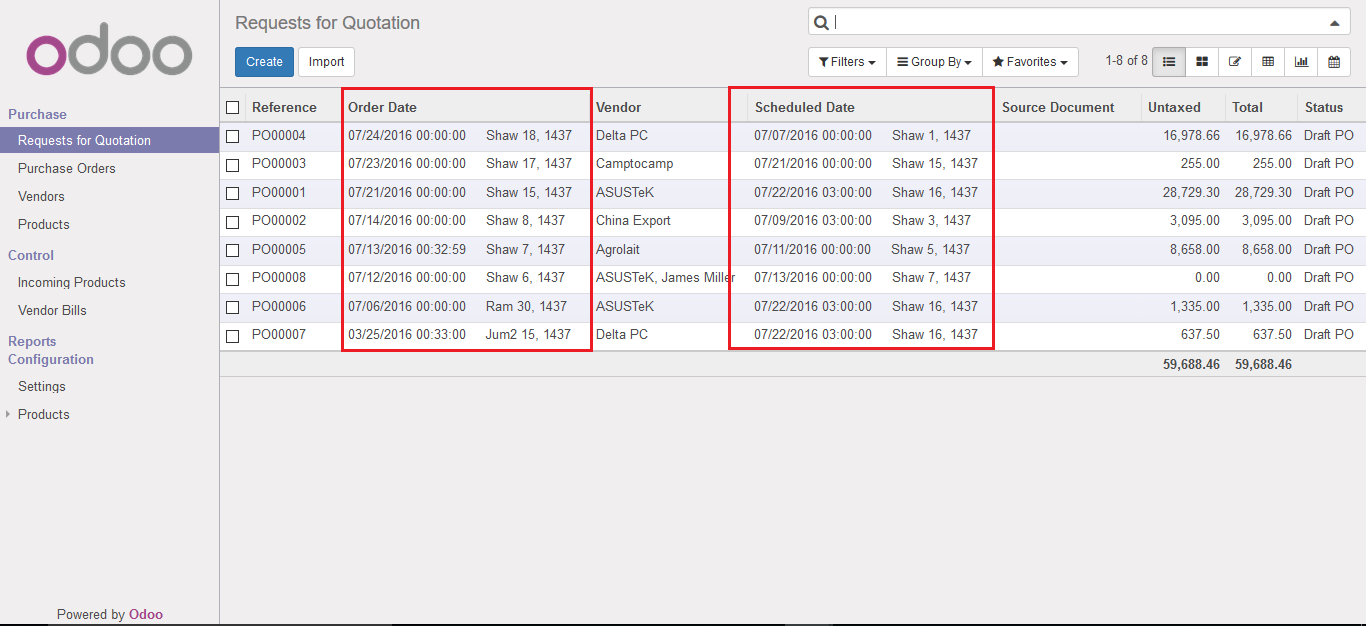 odoo
Purchase
Requests for Quotation
Purchase Orders
Vendors
Products
Control
Incoming Products
Vendor Bills
Reports
Configuration
Settings
Products
Powered by Odoo
Requests for Quotation
Create Import
Filters Group By Favorites 1-8 of 8
Reference Order Date Vendor Scheduled Date Source Document Untaxed Total Status
PO00004 07/24/2016 00:00:00 Shaw 18, 1437 Delta PC 07/07/2016 00:00:00 Shaw 1, 1437 16,978.66 16,978.66 Draft PO
PO00003 07/23/2016 00:00:00 Shaw 17, 1437 Camptocamp 07/21/2016 00:00:00 Shaw 15, 1437 255.00 255.00 Draft PO
PO00001 07/21/2016 00:00:00 Shaw 15, 1437 ASUSTeK 07/22/2016 03:00:00 Shaw 16, 1437 28,729.30 28,729.30 Draft PO
PO00002 07/14/2016 00:00:00 Shaw 8, 1437 China Export 07/09/2016 03:00:00 Shaw 3, 1437 3,095.00 3,095.00 Draft PO
PO00005 07/13/2016 00:32:59 Shaw 7, 1437 Agrolait 07/11/2016 00:00:00 Shaw 5, 1437 8,658.00 8,658.00 Draft PO
PO00008 07/12/2016 00:00:00 Shaw 6, 1437 ASUSTeK, James Miller 07/13/2016 00:00:00 Shaw 7, 1437 0.00 0.00 Draft PO
PO00006 07/06/2016 00:00:00 Ram 30, 1437 ASUSTeK 07/22/2016 03:00:00 Shaw 16, 1437 1,335.00 1,335.00 Draft PO
PO00007 03/25/2016 00:33:00 Jum2 15, 1437 Delta PC 07/22/2016 03:00:00 Shaw 16, 1437 637.50 637.50 Draft PO
59,688.46 59,688.46